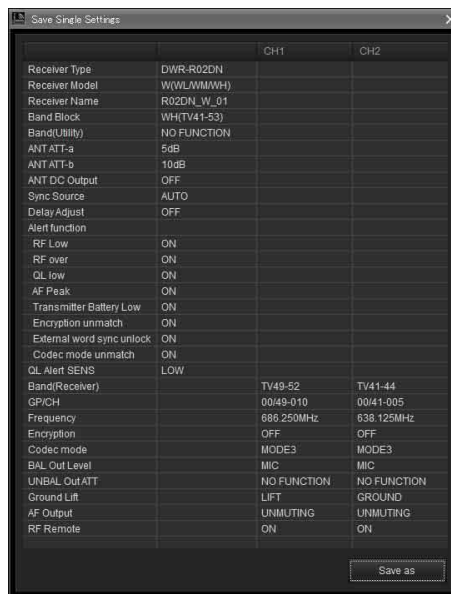 Save Single Settings
CH1 CH2
Receiver Type DWR-R02DN
Receiver Model W(WL/WM/WH)
Receiver Name R02DN_W_01
Band Block WH(TV41-53)
Band(Utility) NO FUNCTION
ANT ATT-a 5dB
ANT ATT-b 10dB
ANT DC Output OFF
Sync Source AUTO
Delay Adjust OFF
Alert function
RF Low ON
RF over ON
QL low ON
AF Peak ON
Transmitter Battery Low ON
Encryption unmatch ON
External word sync unlock ON
Codec mode unmatch ON
QL Alert SENS LOW
Band(Receiver) TV49-52 TV41-44
GP/CH 00/49-010 00/41-005
Frequency 686.250MHz 638.125MHz
Encryption OFF OFF
Codec mode MODE3 MODE3
BAL Out Level MIC MIC
UNBAL Out ATT NO FUNCTION NO FUNCTION
Ground Lift LIFT GROUND
AF Output UNMUTING UNMUTING
RF Remote ON ON
Save as